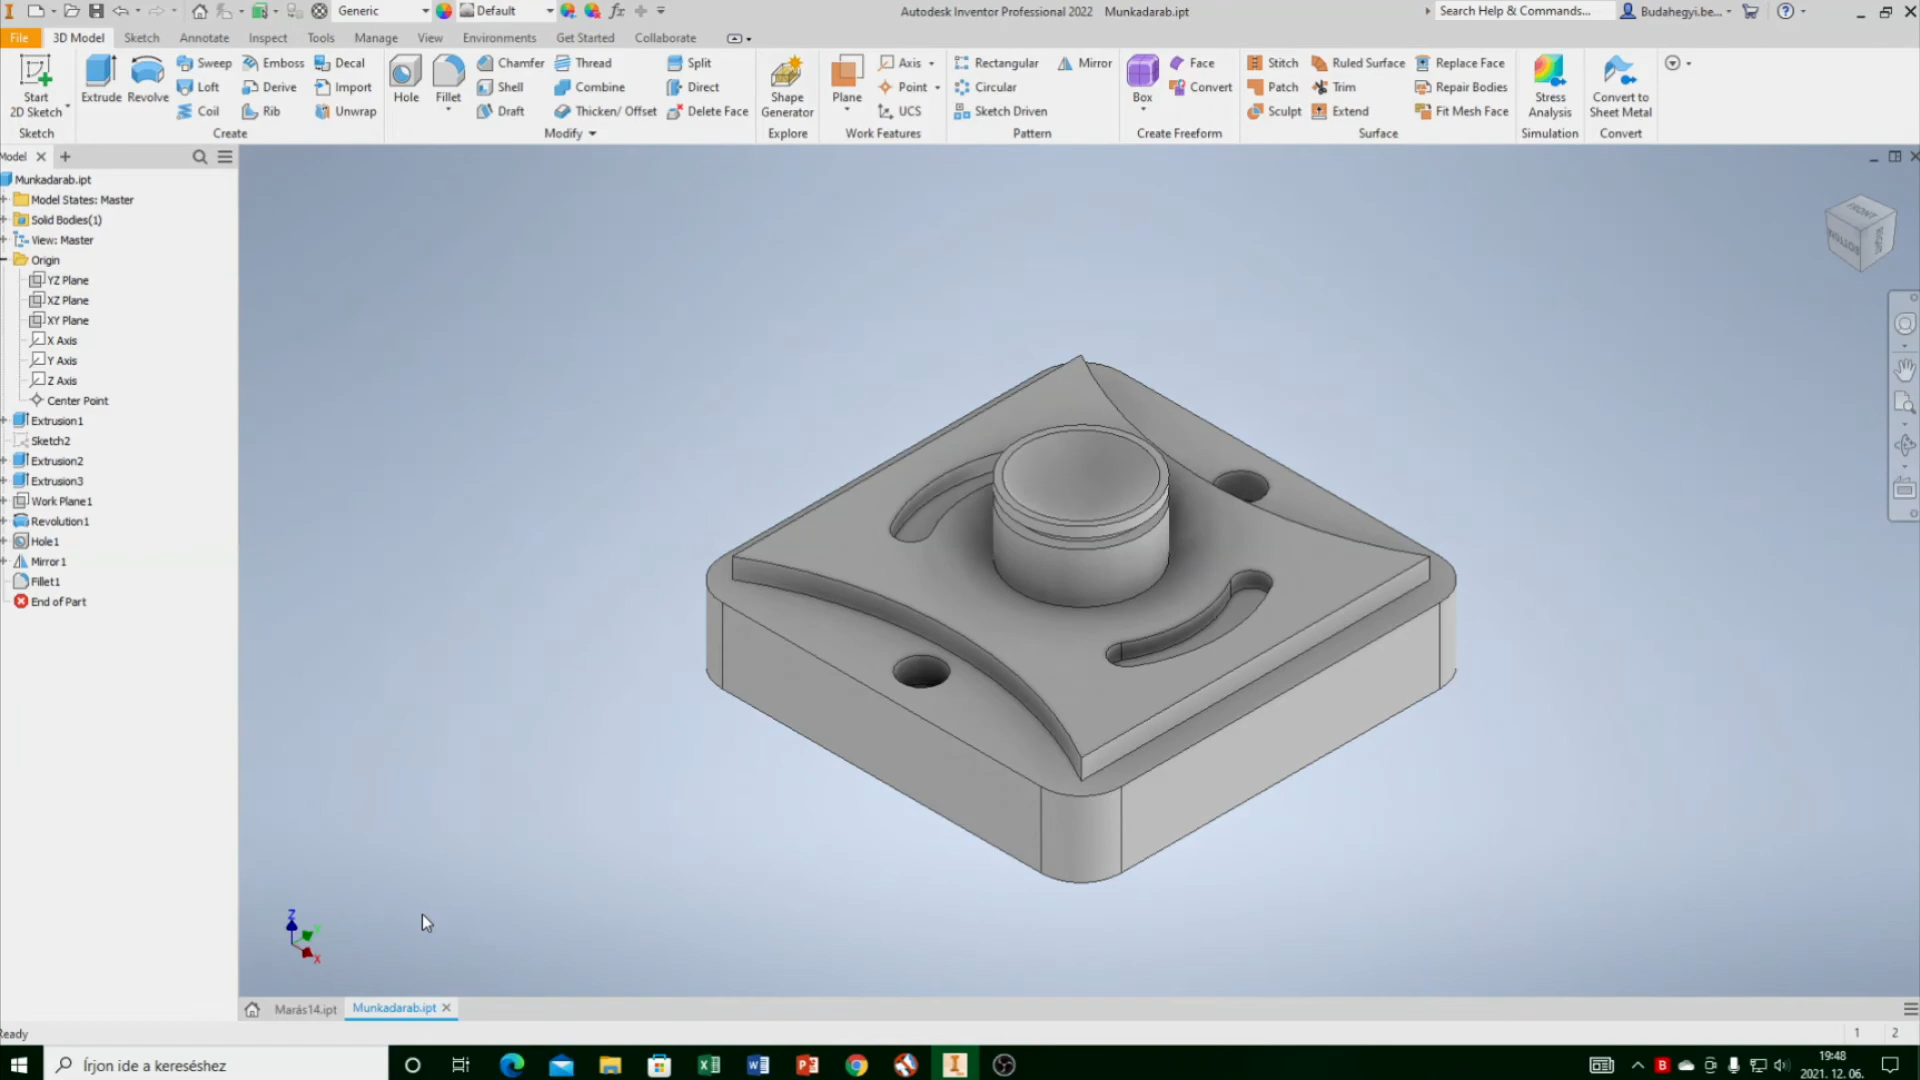 Generic
Default
Autodesk Inventor Professional 2022 Munkadarab.ipt
Search Help & Commands...
Budahegyi.be...
File 3D Model Sketch Annotate Inspect Tools Manage View Environments Get Started Collaborate
Start
2D Sketch
Sketch
Extrude
Revolve
Sweep
Loft
Coil
Emboss
Derive
Rib
Decal
Import
Unwrap
Create
Hole
Fillet
Chamfer
Shell
Draft
Thread
Combine
Thicken/ Offset
Split
Direct
Delete Face
Modify
Shape
Generator
Explore
Plane
Axis
Point
UCS
Work Features
Rectangular
Circular
Sketch Driven
Mirror
Pattern
Box
Face
Convert
Create Freeform
Stitch
Patch
Sculpt
Ruled Surface
Trim
Extend
Replace Face
Repair Bodies
Fit Mesh Face
Surface
Stress
Analysis
Simulation
Convert to
Sheet Metal
Convert
Model
Munkadarab.ipt
Model States: Master
Solid Bodies(1)
View: Master
Origin
YZ Plane
XZ Plane
XY Plane
X Axis
Y Axis
Z Axis
Center Point
Extrusion1
Sketch2
Extrusion2
Extrusion3
Work Plane1
Revolution1
Hole1
Mirror1
Fillet1
End of Part
FRONT
BOTTOM
RIGHT
Z
X
Marás14.ipt
Munkadarab.ipt
Ready
1 2
Írjon ide a kereséshez
19:48
2021. 12. 06.